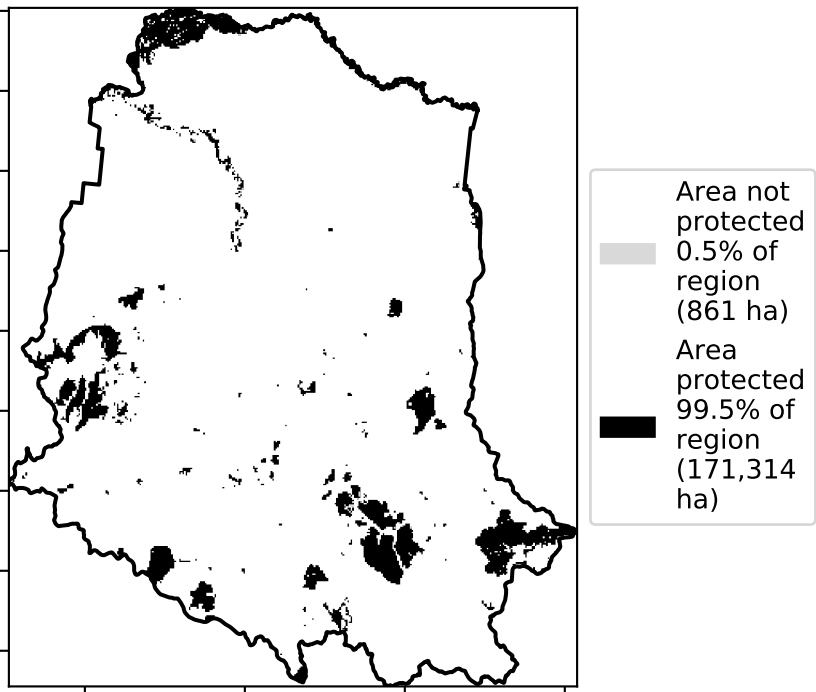 Area not
protected
0.5% of
region
(861 ha)
Area
protected
99.5% of
region
(171,314
ha)